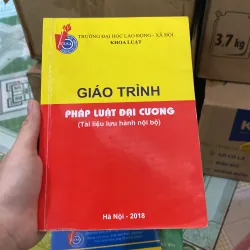 TRƯỜNG ĐẠI HỌC LAO ĐỘNG - XÃ HỘI
KHOA LUẬT
GIÁO TRÌNH
PHÁP LUẬT ĐẠI CƯƠNG
(Tài liệu lưu hành nội bộ)
Hà Nội - 2018
3,7 kg